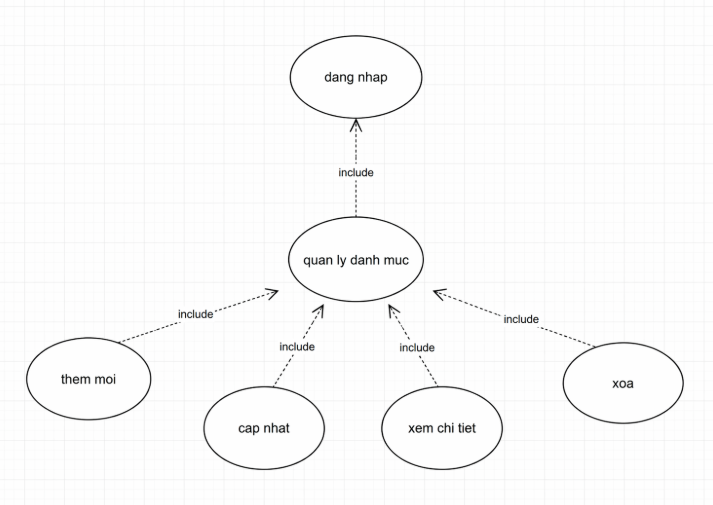 dang nhap
include
quan ly danh muc
include
include
include
include
them moi
cap nhat
xem chi tiet
xoa